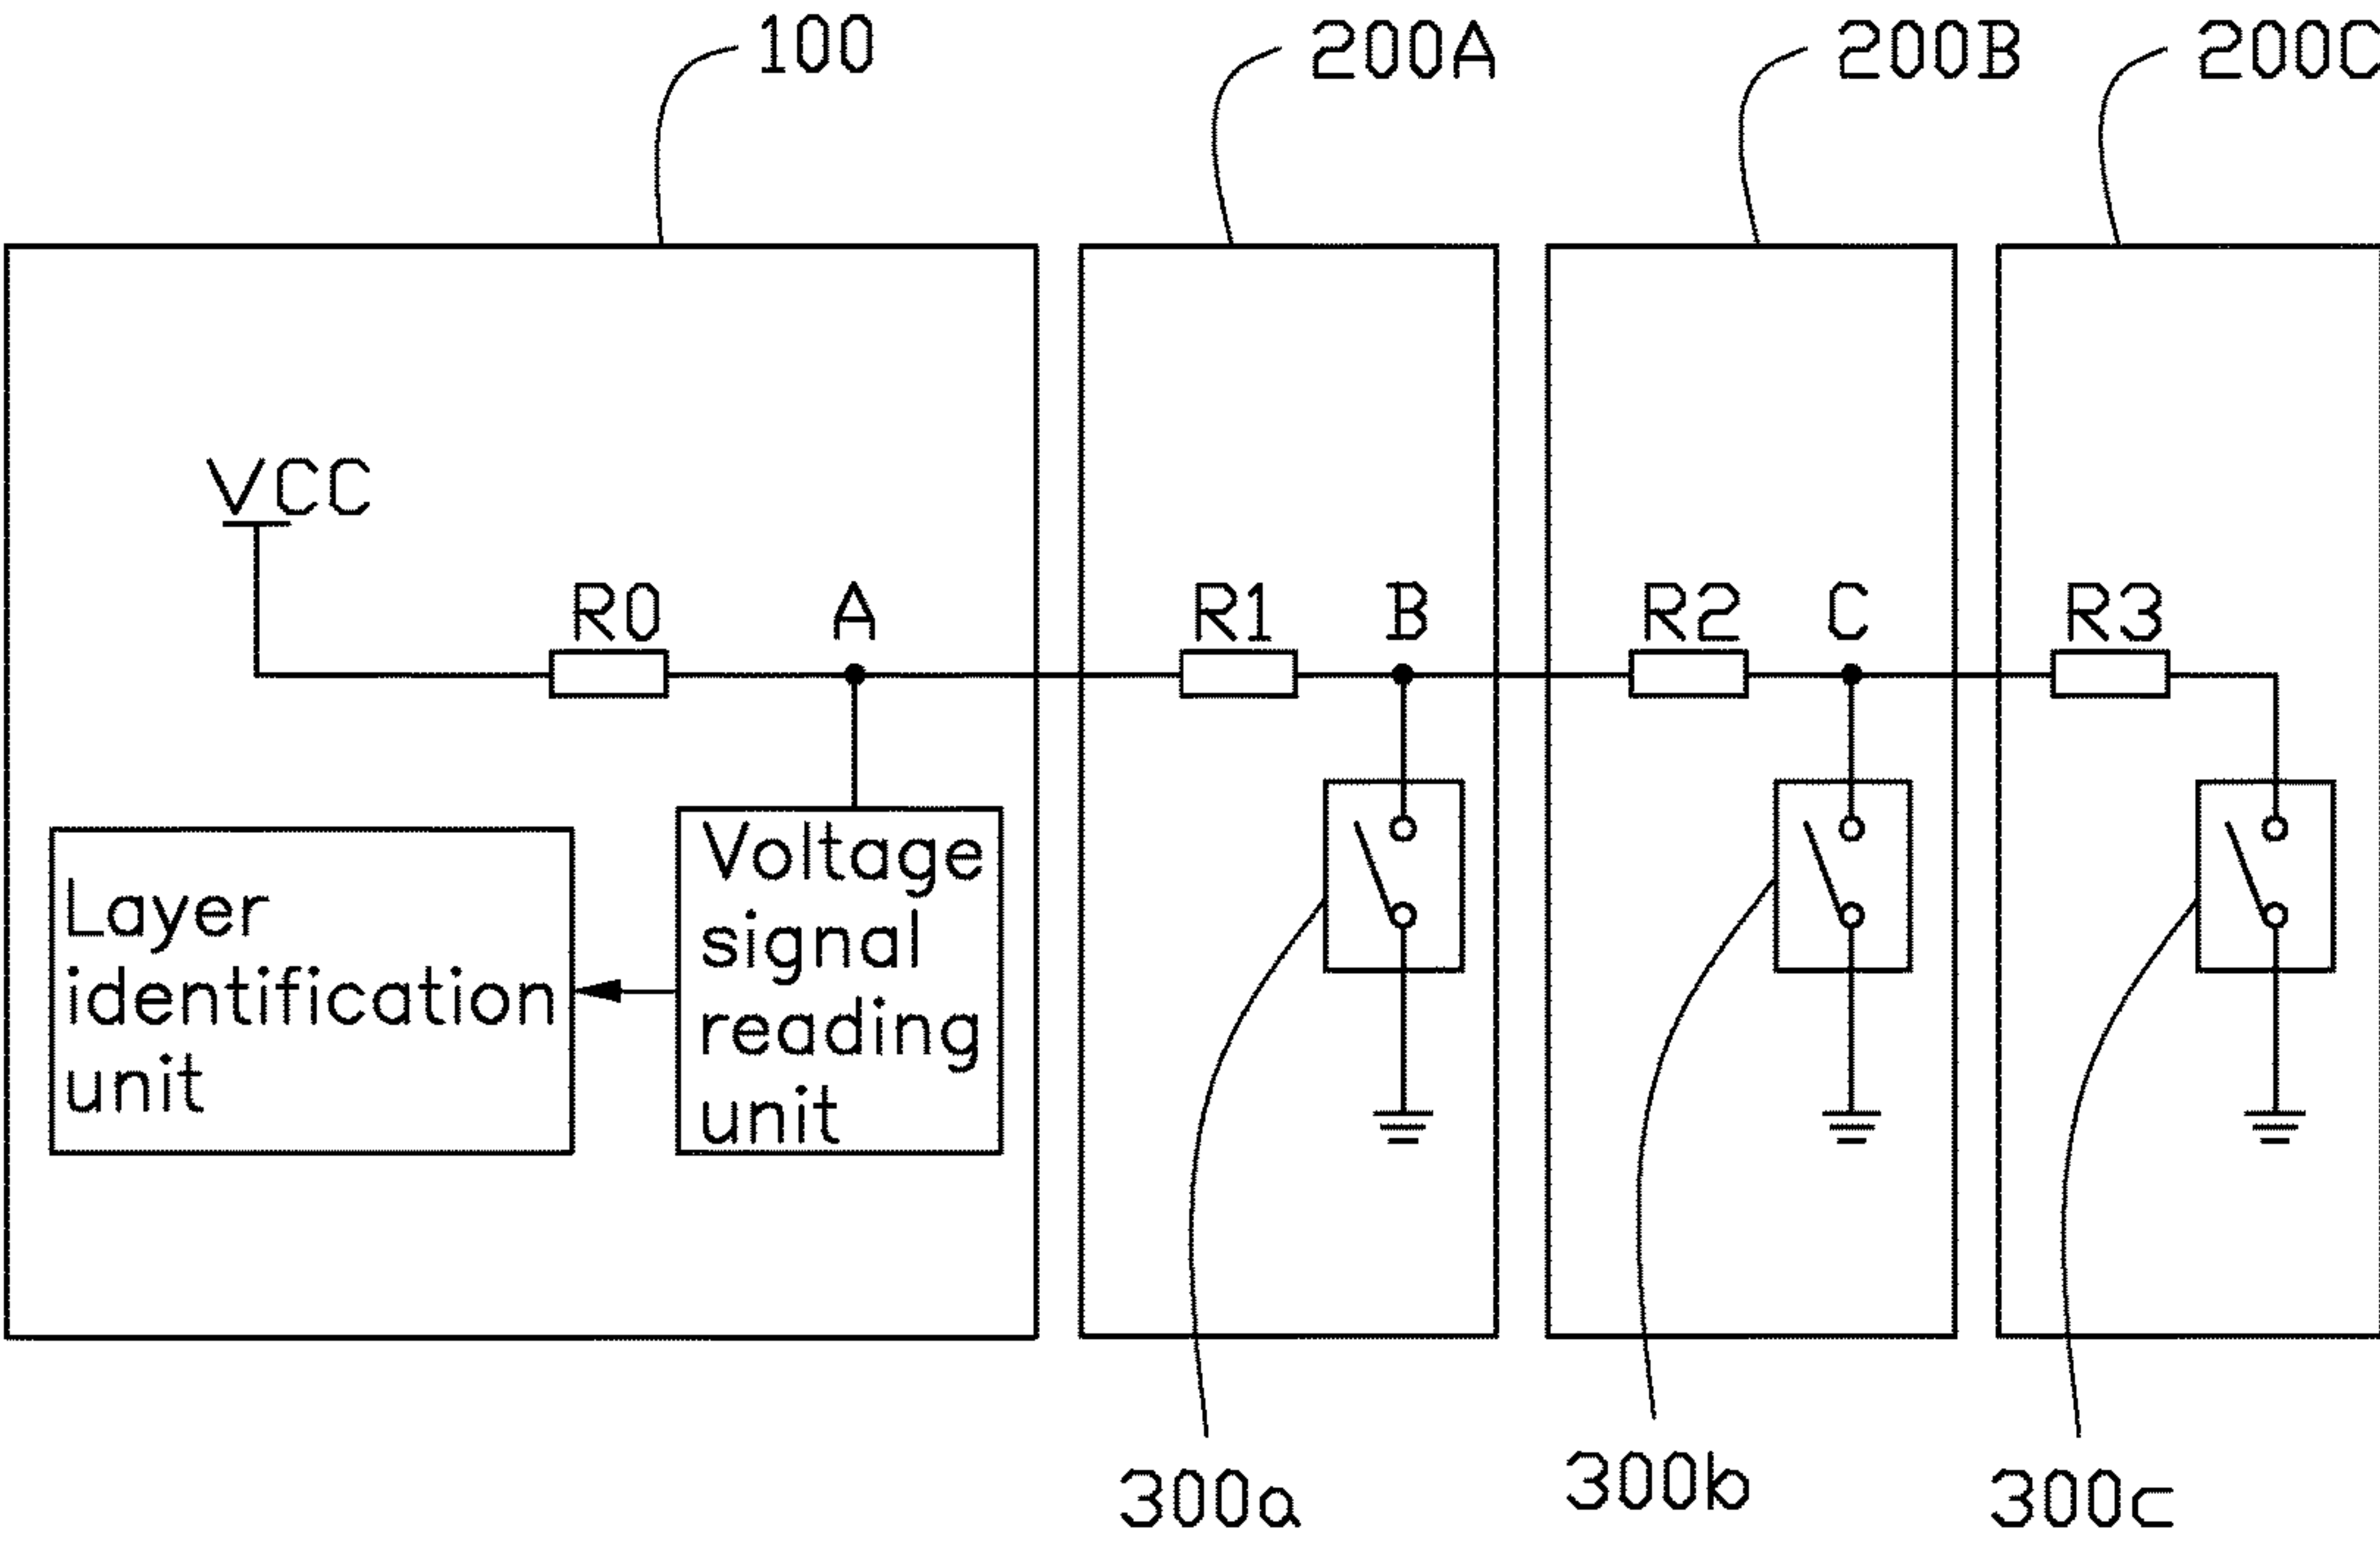 100
200A
200B
200C
VCC
R0
A
R1
B
R2
C
R3
Layer
identification
unit
Voltage
signal
reading
unit
300a
300b
300c